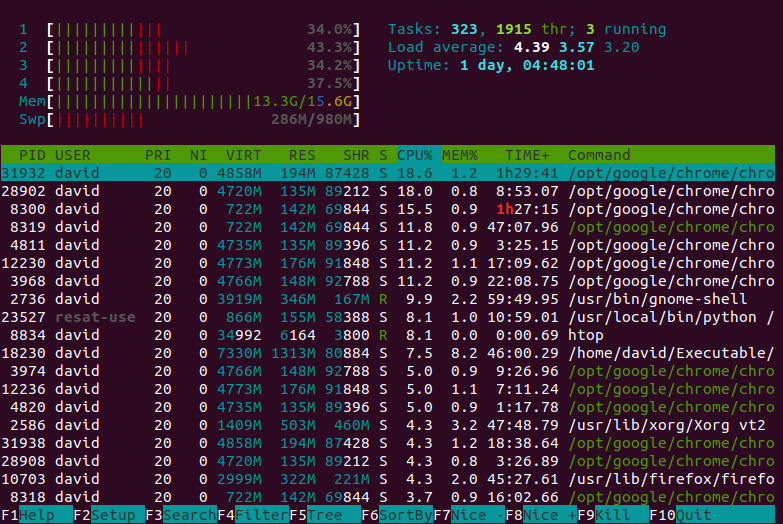 1 [||||||||||||| 34.0%] Tasks: 323, 1915 thr; 3 running
2 [|||||||||||||||| 43.3%] Load average: 4.39 3.57 3.20
3 [|||||||||||||| 34.2%] Uptime: 1 day, 04:48:01
4 [|||||||||||||| 37.5%]
Mem[||||||||||||||||||||||||13.3G/15.6G]
Swp[||||||||||| 286M/980M]
PID USER PRI NI VIRT RES SHR S CPU% MEM% TIME+ Command
31932 david 20 0 4858M 194M 87428 S 18.6 1.2 1h29:41 /opt/google/chrome/chro
28902 david 20 0 4720M 135M 89212 S 18.0 0.8 8:53.07 /opt/google/chrome/chro
8300 david 20 0 722M 142M 69844 S 15.5 0.9 1h27:15 /opt/google/chrome/chro
8319 david 20 0 722M 142M 69844 S 11.8 0.9 47:07.96 /opt/google/chrome/chro
4811 david 20 0 4735M 135M 89396 S 11.2 0.9 3:25.15 /opt/google/chrome/chro
12230 david 20 0 4773M 176M 91848 S 11.2 1.1 17:09.62 /opt/google/chrome/chro
3968 david 20 0 4766M 148M 92788 S 11.2 0.9 22:08.75 /opt/google/chrome/chro
2736 david 20 0 3919M 346M 167M R 9.9 2.2 59:49.95 /usr/bin/gnome-shell
23527 resat-use 20 0 866M 155M 58388 S 8.1 1.0 10:59.01 /usr/local/bin/python /
8834 david 20 0 34992 6164 3800 R 8.1 0.0 0:00.69 htop
18230 david 20 0 7330M 1313M 80884 S 7.5 8.2 46:00.29 /home/david/Executable/
3974 david 20 0 4766M 148M 92788 S 5.0 0.9 9:26.96 /opt/google/chrome/chro
12236 david 20 0 4773M 176M 91848 S 5.0 1.1 7:11.24 /opt/google/chrome/chro
4820 david 20 0 4735M 135M 89396 S 5.0 0.9 1:17.78 /opt/google/chrome/chro
2586 david 20 0 1409M 503M 460M S 4.3 3.2 47:48.79 /usr/lib/xorg/Xorg vt2
31938 david 20 0 4858M 194M 87428 S 4.3 1.2 18:38.64 /opt/google/chrome/chro
28908 david 20 0 4720M 135M 89212 S 4.3 0.8 3:26.89 /opt/google/chrome/chro
10703 david 20 0 2999M 322M 221M S 4.3 2.0 45:27.61 /usr/lib/firefox/firefo
8318 david 20 0 722M 142M 69844 S 3.7 0.9 16:02.66 /opt/google/chrome/chro
F1Help F2Setup F3SearchF4FilterF5Tree F6SortByF7Nice -F8Nice +F9Kill F10Quit